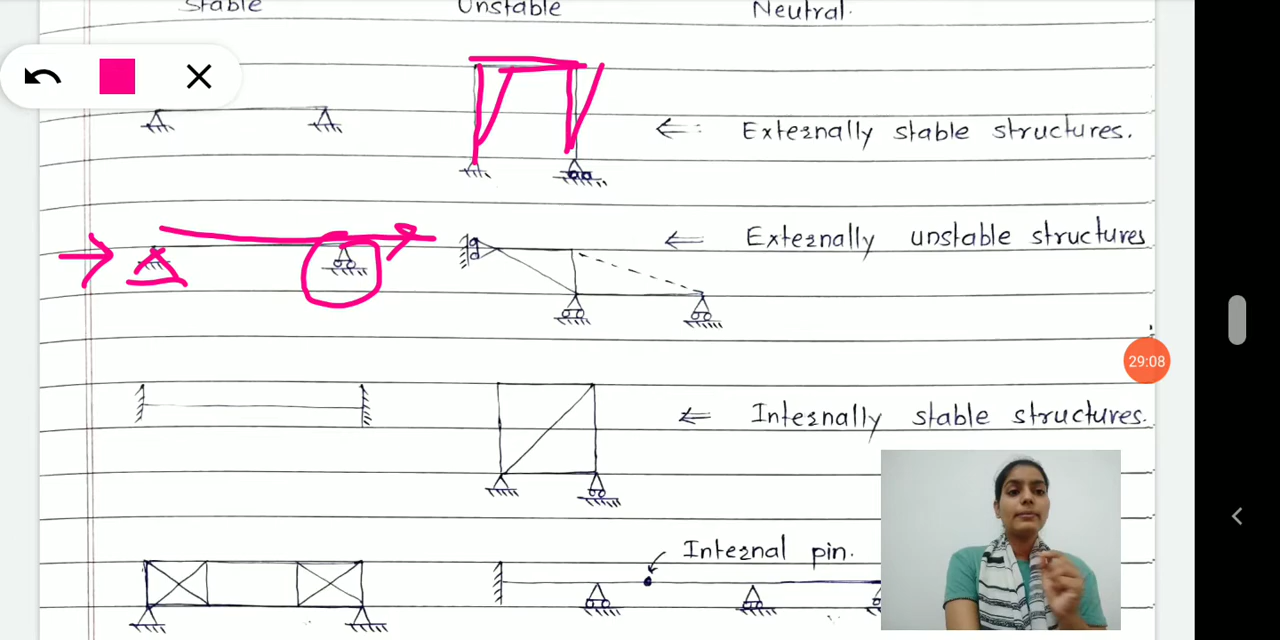 Stable Unstable Neutral.
← Externally stable structures.
← Externally unstable structures
29:08
← Internally stable structures.
Internal pin.